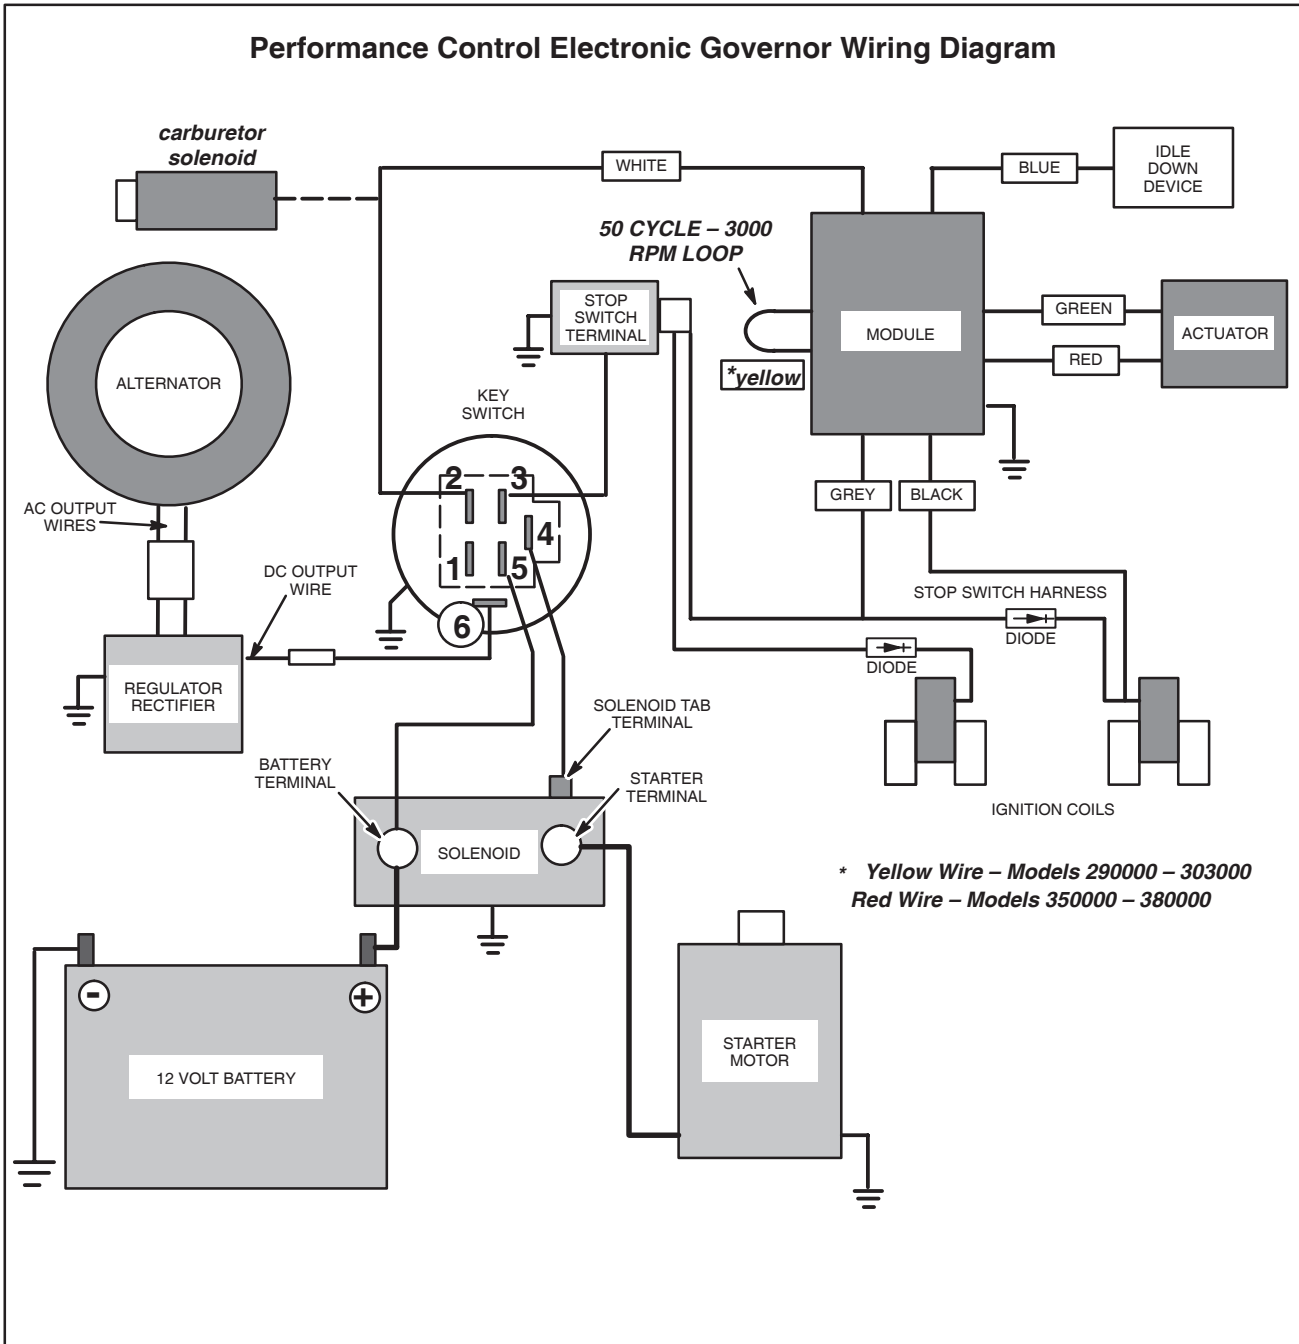 Performance Control Electronic Governor Wiring Diagram
carburetor
solenoid
WHITE
BLUE
IDLE
DOWN
DEVICE
50 CYCLE – 3000
RPM LOOP
STOP
SWITCH
TERMINAL
MODULE
GREEN
ACTUATOR
RED
*yellow
ALTERNATOR
KEY
SWITCH
2
3
4
1
5
6
GREY
BLACK
AC OUTPUT
WIRES
DC OUTPUT
WIRE
STOP SWITCH HARNESS
DIODE
DIODE
REGULATOR
RECTIFIER
SOLENOID TAB
TERMINAL
BATTERY
TERMINAL
STARTER
TERMINAL
IGNITION COILS
SOLENOID
* Yellow Wire – Models 290000 – 303000
Red Wire – Models 350000 – 380000
-
+
12 VOLT BATTERY
STARTER
MOTOR